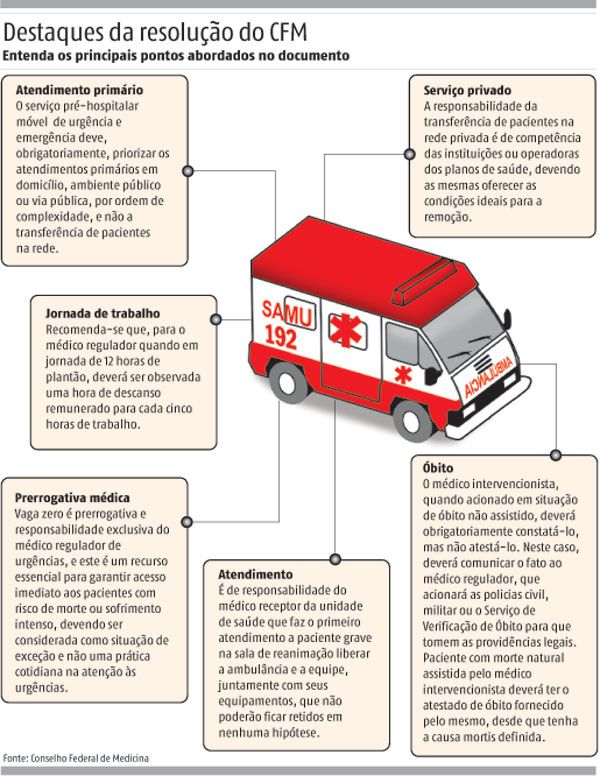 Destaques da resolução do CFM
Entenda os principais pontos abordados no documento
Atendimento primário
O serviço pré-hospitalar
móvel de urgência e
emergência deve,
obrigatoriamente, priorizar os
atendimentos primários em
domicílio, ambiente público
ou via pública, por ordem de
complexidade, e não a
transferência de pacientes
na rede.
Serviço privado
A responsabilidade da
transferência de pacientes na
rede privada é de competência
das instituições ou operadoras
dos planos de saúde, devendo
as mesmas oferecer as
condições ideais para a
remoção.
Jornada de trabalho
Recomenda-se que, para o
médico regulador quando em
jornada de 12 horas de
plantão, deverá ser observada
uma hora de descanso
remunerado para cada cinco
horas de trabalho.
SAMU
192
AMBULÂNCIA
Prerrogativa médica
Vaga zero é prerrogativa e
responsabilidade exclusiva do
médico regulador de
urgências, e este é um recurso
essencial para garantir acesso
imediato aos pacientes com
risco de morte ou sofrimento
intenso, devendo ser
considerada como situação de
exceção e não uma prática
cotidiana na atenção às
urgências.
Atendimento
É de responsabilidade do
médico receptor da unidade
de saúde que faz o primeiro
atendimento a paciente grave
na sala de reanimação liberar
a ambulância e a equipe,
juntamente com seus
equipamentos, que não
poderão ficar retidos em
nenhuma hipótese.
Óbito
O médico intervencionista,
quando acionado em situação
de óbito não assistido, deverá
obrigatoriamente constatá-lo,
mas não atestá-lo. Neste caso,
deverá comunicar o fato ao
médico regulador, que
acionará as policias civil,
militar ou o Serviço de
Verificação de Óbito para que
tomem as providências legais.
Paciente com morte natural
assistida pelo médico
intervencionista deverá ter o
atestado de óbito fornecido
pelo mesmo, desde que tenha
a causa mortis definida.
Fonte: Conselho Federal de Medicina